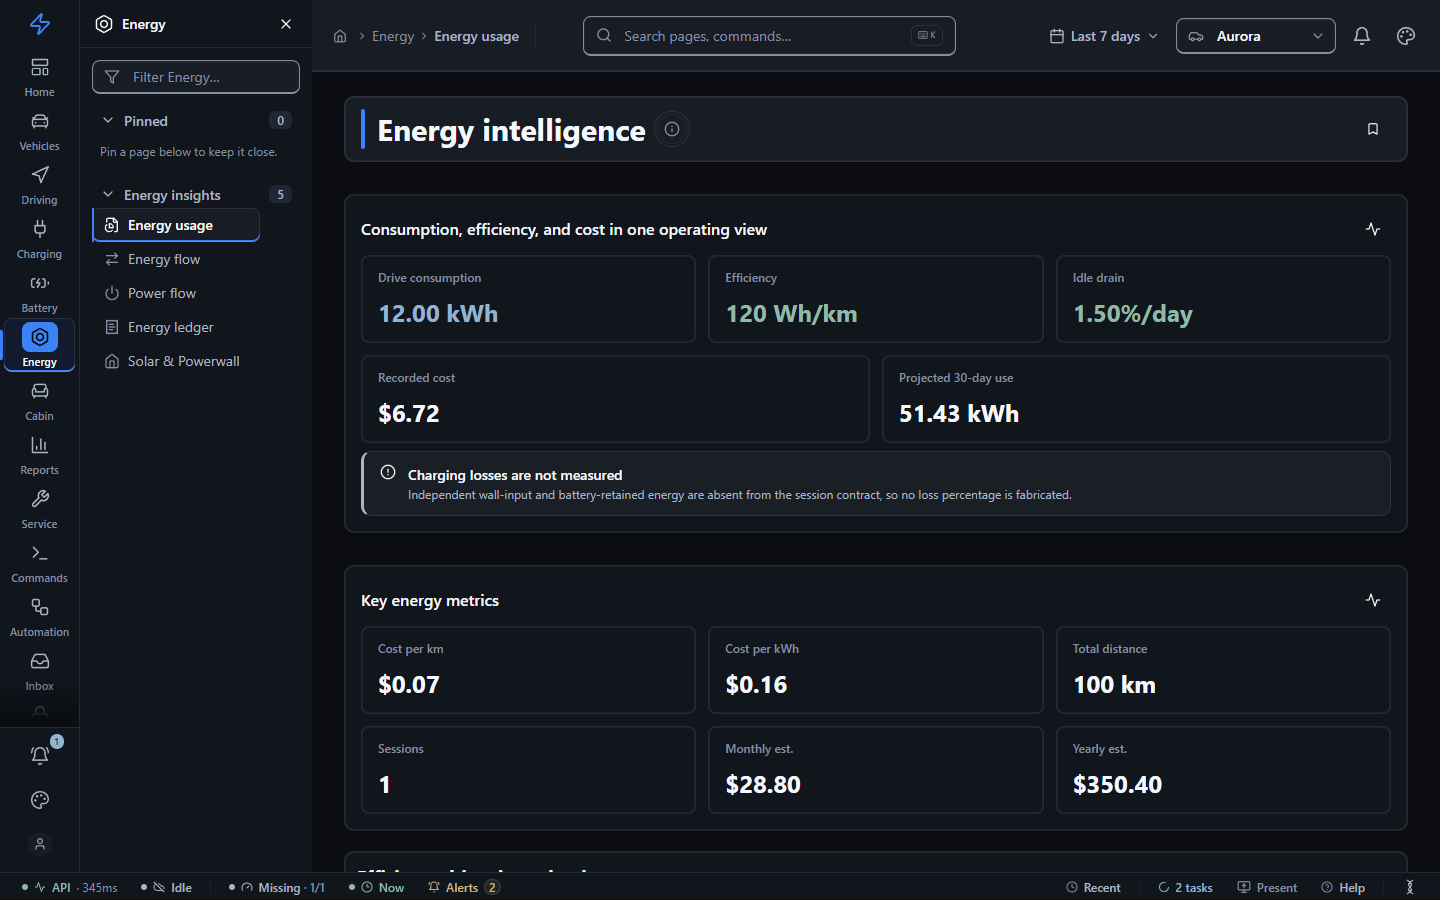 Home
Vehicles
Driving
Charging
Battery
Energy
Cabin
Reports
Service
Commands
Automation
Inbox
1
Energy
Filter Energy...
Pinned 0
Pin a page below to keep it close.
Energy insights 5
Energy usage
Energy flow
Power flow
Energy ledger
Solar & Powerwall
Energy > Energy usage
Search pages, commands... K
Last 7 days
Aurora
Energy intelligence
Consumption, efficiency, and cost in one operating view
Drive consumption
12.00 kWh
Efficiency
120 Wh/km
Idle drain
1.50%/day
Recorded cost
$6.72
Projected 30-day use
51.43 kWh
Charging losses are not measured
Independent wall-input and battery-retained energy are absent from the session contract, so no loss percentage is fabricated.
Key energy metrics
Cost per km
$0.07
Cost per kWh
$0.16
Total distance
100 km
Sessions
1
Monthly est.
$28.80
Yearly est.
$350.40
API · 345ms
Idle
Missing · 1/1
Now
Alerts 2
Recent
2 tasks
Present
Help